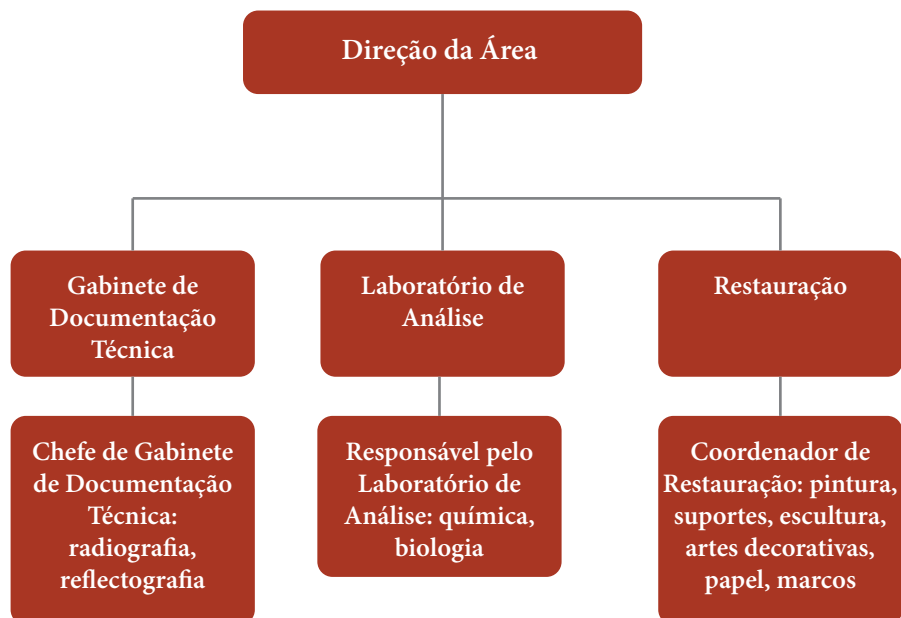 Direção da Área
Gabinete de
Documentação
Técnica
Laboratório de
Análise
Restauração
Chefe de Gabinete
de Documentação
Técnica:
radiografia,
reflectografia
Responsável pelo
Laboratório de
Análise: química,
biologia
Coordenador de
Restauração: pintura,
suportes, escultura,
artes decorativas,
papel, marcos